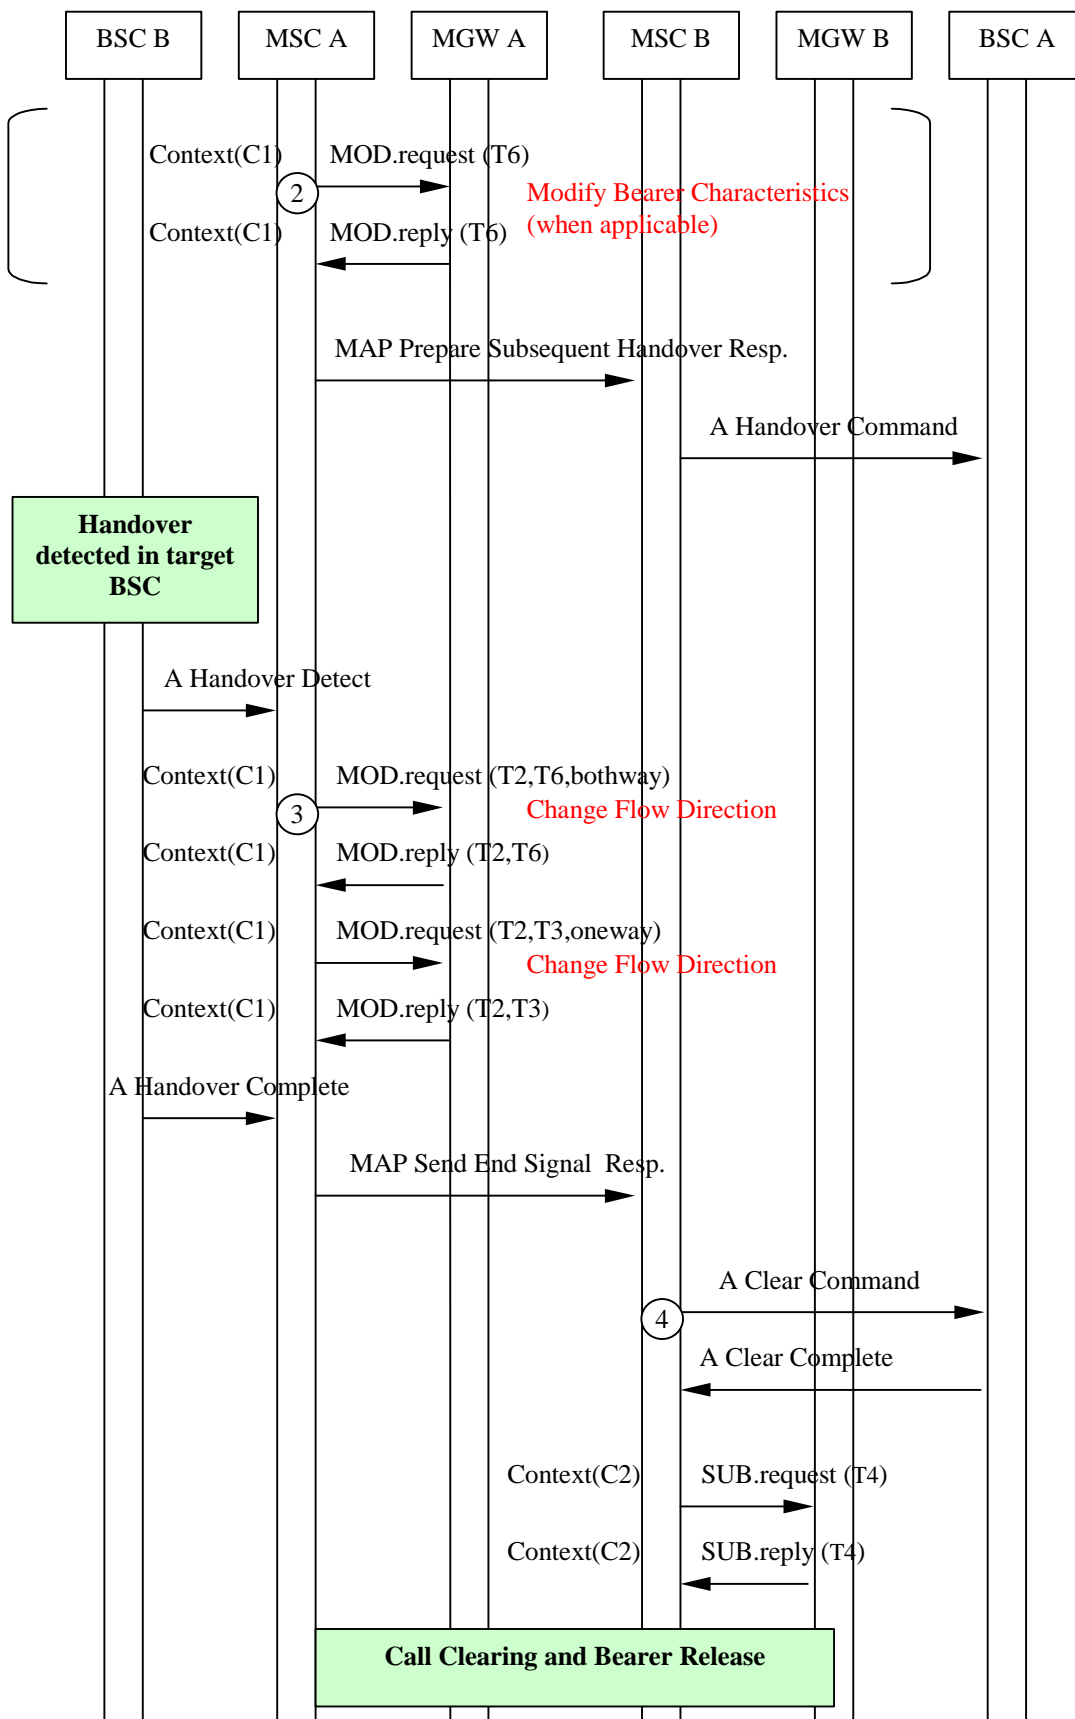 BSC B
MSC A
MGW A
MSC B
MGW B
BSC A
Context(C1)
MOD.request (T6)
2
Modify Bearer Characteristics
(when applicable)
Context(C1)
MOD.reply (T6)
MAP Prepare Subsequent Handover Resp.
A Handover Command
Handover
detected in target
BSC
A Handover Detect
Context(C1)
MOD.request (T2,T6,bothway)
3
Change Flow Direction
Context(C1)
MOD.reply (T2,T6)
Context(C1)
MOD.request (T2,T3,oneway)
Change Flow Direction
Context(C1)
MOD.reply (T2,T3)
A Handover Complete
MAP Send End Signal  Resp.
A Clear Command
4
A Clear Complete
Context(C2)
SUB.request (T4)
Context(C2)
SUB.reply (T4)
Call Clearing and Bearer Release